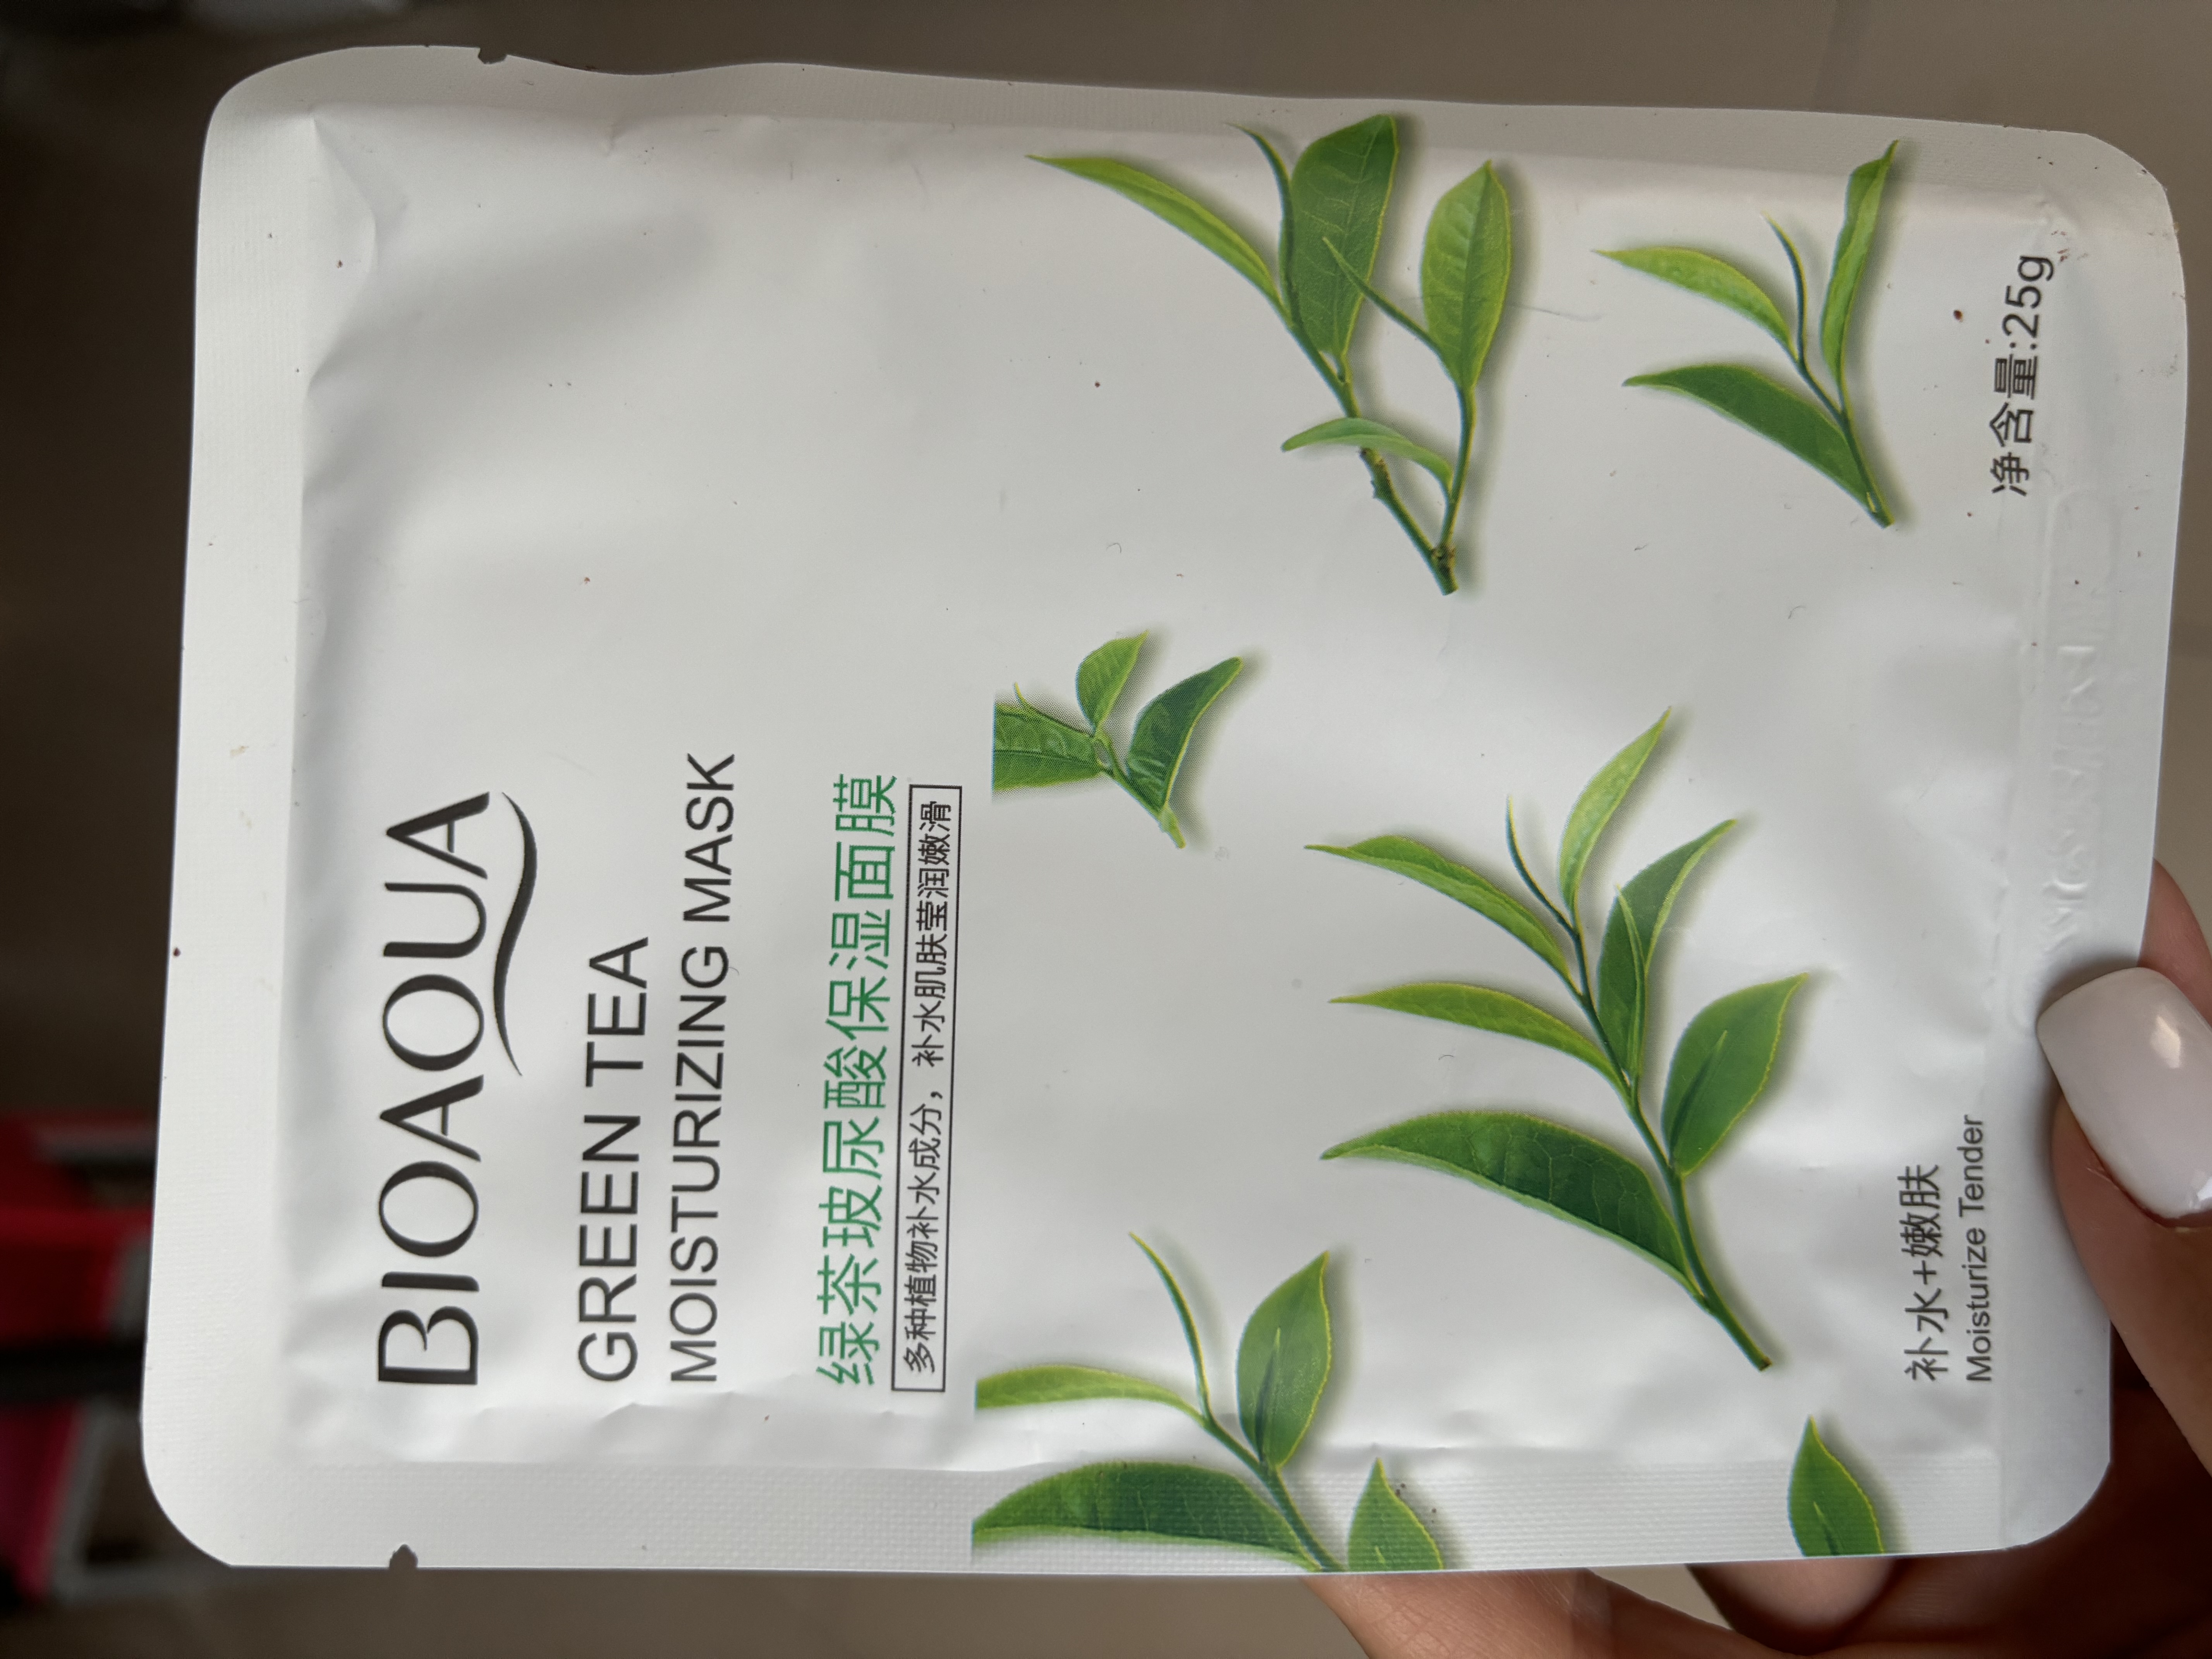 BIOAQUA
GREEN TEA
MOISTURIZING MASK
绿茶玻尿酸保湿面膜
多种植物补水成分，补水肌肤莹润嫩滑
补水+嫩肤
Moisturize Tender
净含量:25g